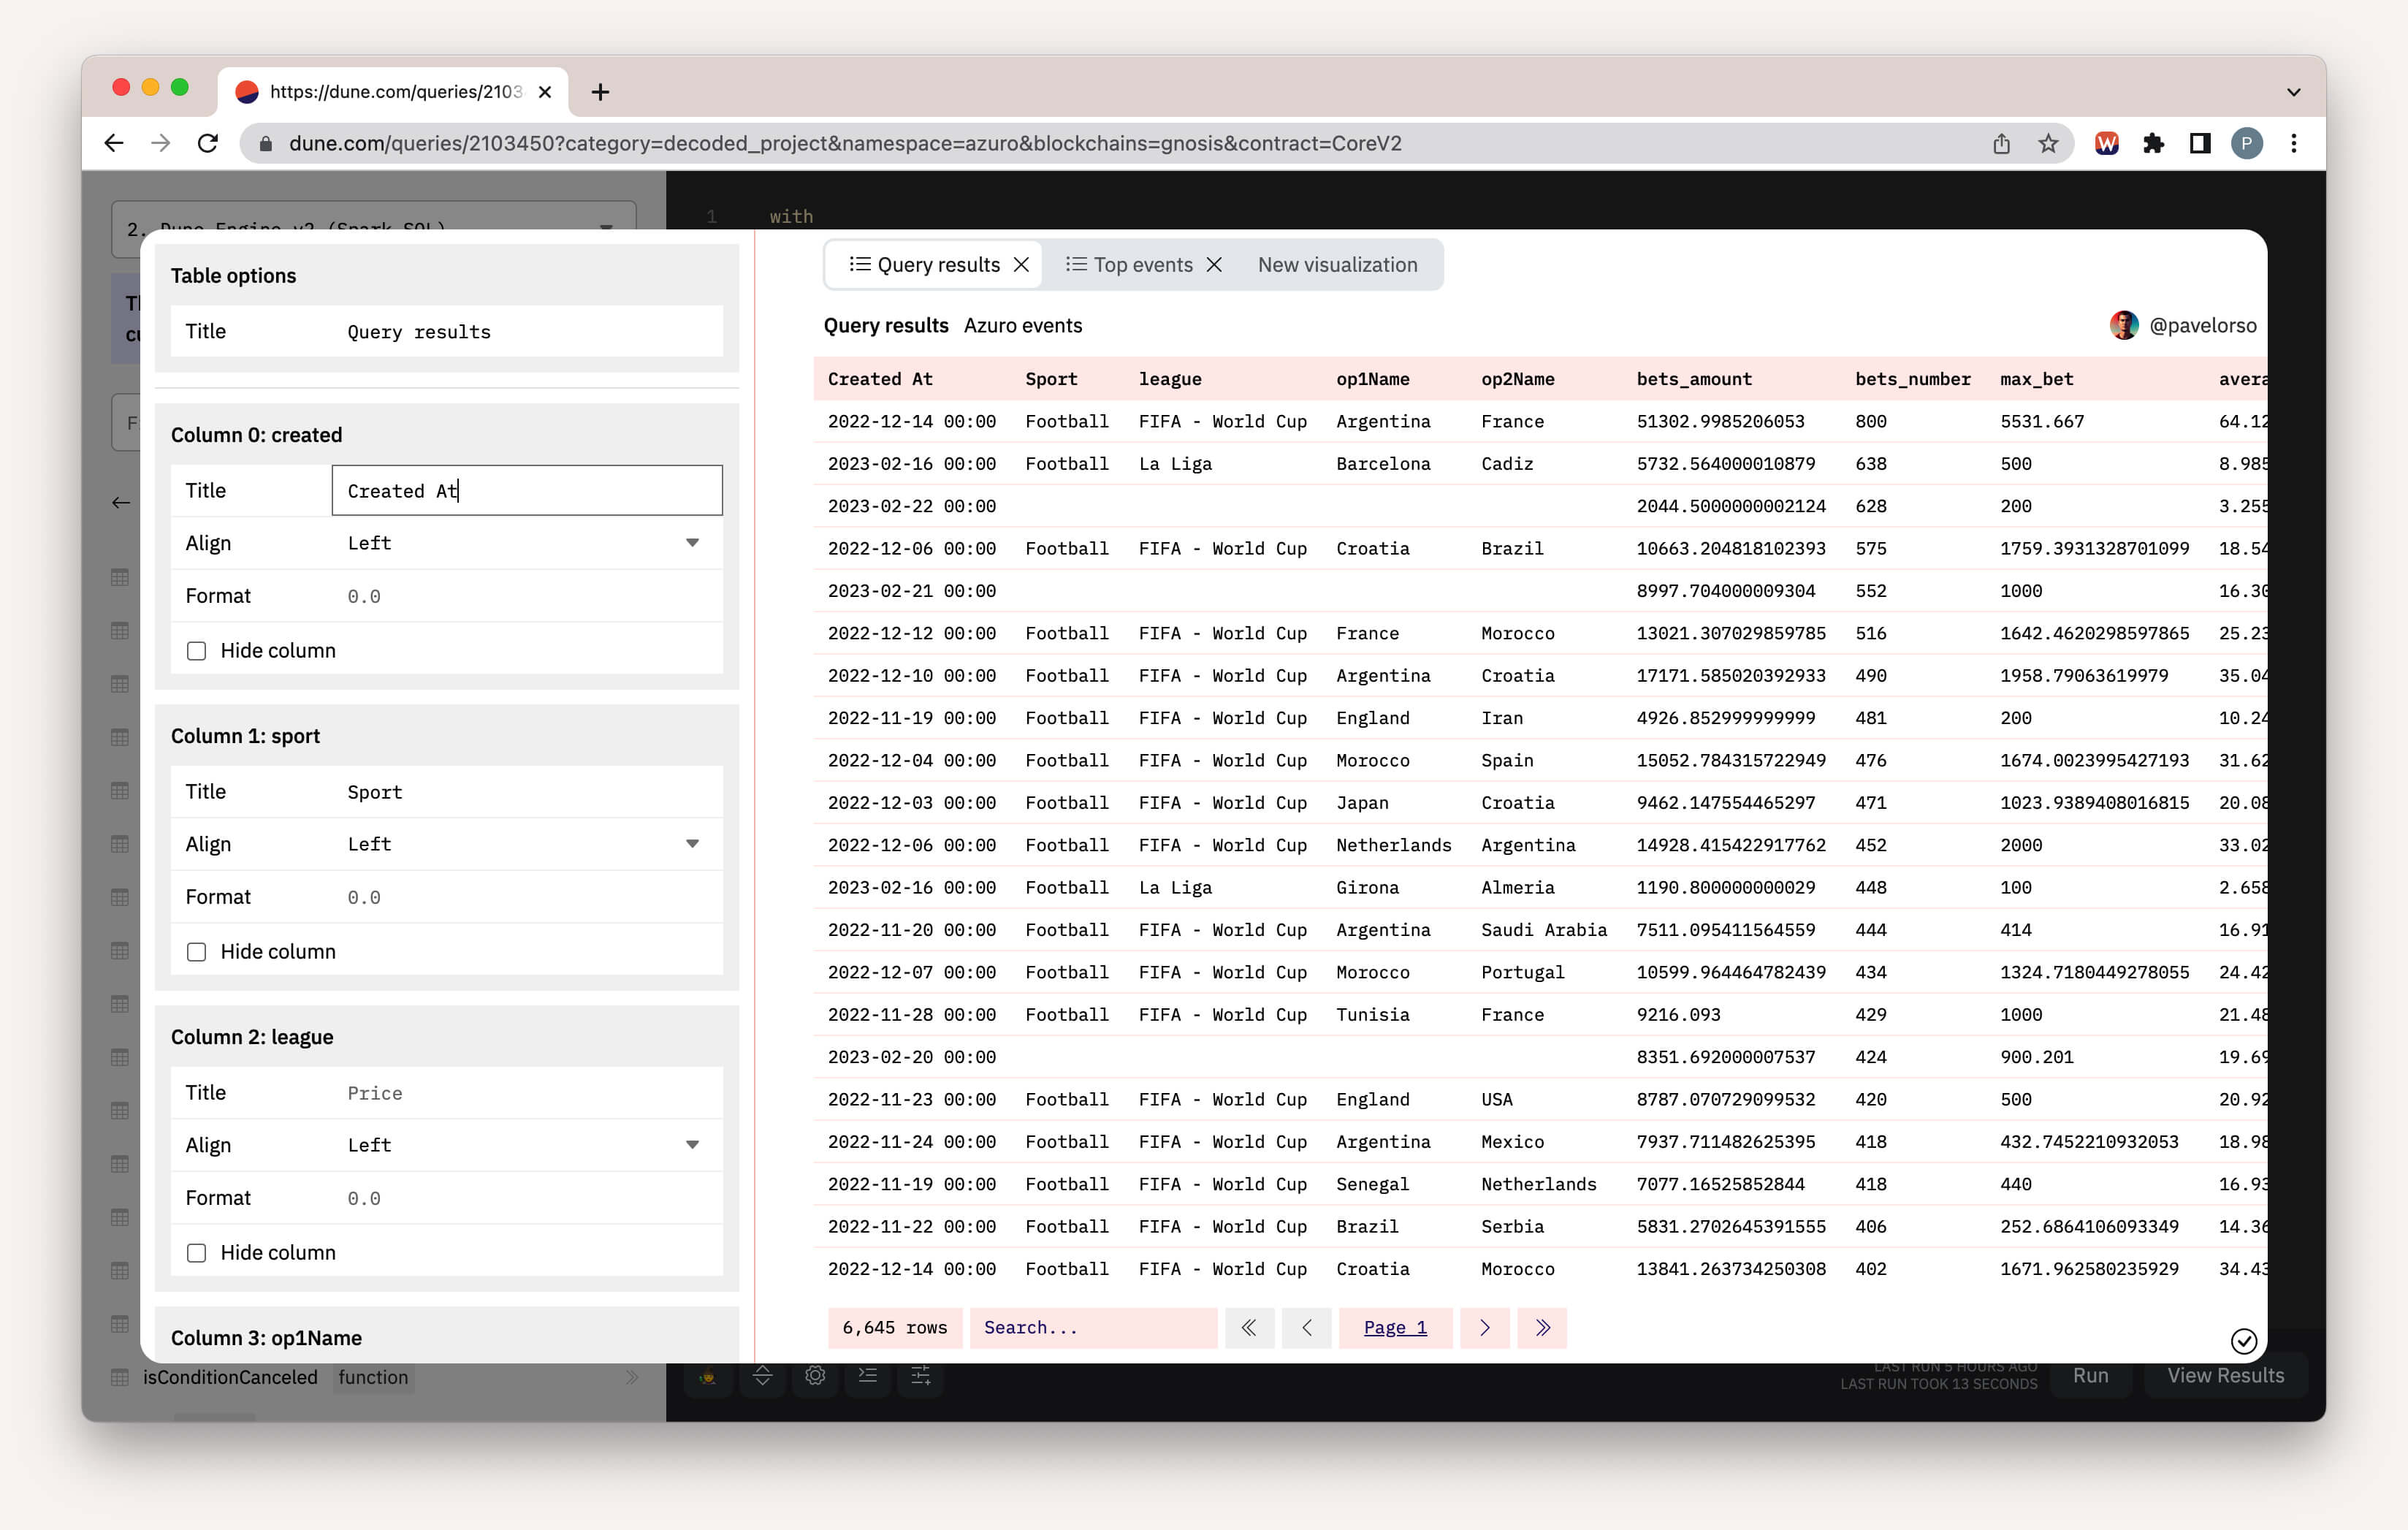 https://dune.com/queries/2103
dune.com/queries/2103450?category=decoded_project&namespace=azuro&blockchains=gnosis&contract=CoreV2
W
P
1 with
Table options
Title Query results
Column 0: created
Title Created At
Align Left
Format 0.0
Hide column
Column 1: sport
Title Sport
Align Left
Format 0.0
Hide column
Column 2: league
Title Price
Align Left
Format 0.0
Hide column
Column 3: op1Name
Query results Top events New visualization
Query results Azuro events @pavelorso
Created At Sport league op1Name op2Name bets_amount bets_number max_bet avera
2022-12-14 00:00 Football FIFA - World Cup Argentina France 51302.9985206053 800 5531.667 64.12
2023-02-16 00:00 Football La Liga Barcelona Cadiz 5732.564000010879 638 500 8.985
2023-02-22 00:00 2044.5000000002124 628 200 3.255
2022-12-06 00:00 Football FIFA - World Cup Croatia Brazil 10663.204818102393 575 1759.3931328701099 18.54
2023-02-21 00:00 8997.704000009304 552 1000 16.30
2022-12-12 00:00 Football FIFA - World Cup France Morocco 13021.307029859785 516 1642.4620298597865 25.23
2022-12-10 00:00 Football FIFA - World Cup Argentina Croatia 17171.585020392933 490 1958.79063619979 35.04
2022-11-19 00:00 Football FIFA - World Cup England Iran 4926.852999999999 481 200 10.24
2022-12-04 00:00 Football FIFA - World Cup Morocco Spain 15052.784315722949 476 1674.0023995427193 31.62
2022-12-03 00:00 Football FIFA - World Cup Japan Croatia 9462.147554465297 471 1023.9389408016815 20.08
2022-12-06 00:00 Football FIFA - World Cup Netherlands Argentina 14928.415422917762 452 2000 33.02
2023-02-16 00:00 Football La Liga Girona Almeria 1190.800000000029 448 100 2.658
2022-11-20 00:00 Football FIFA - World Cup Argentina Saudi Arabia 7511.095411564559 444 414 16.91
2022-12-07 00:00 Football FIFA - World Cup Morocco Portugal 10599.964464782439 434 1324.7180449278055 24.42
2022-11-28 00:00 Football FIFA - World Cup Tunisia France 9216.093 429 1000 21.48
2023-02-20 00:00 8351.692000007537 424 900.201 19.69
2022-11-23 00:00 Football FIFA - World Cup England USA 8787.070729099532 420 500 20.92
2022-11-24 00:00 Football FIFA - World Cup Argentina Mexico 7937.711482625395 418 432.7452210932053 18.98
2022-11-19 00:00 Football FIFA - World Cup Senegal Netherlands 7077.16525852844 418 440 16.93
2022-11-22 00:00 Football FIFA - World Cup Brazil Serbia 5831.2702645391555 406 252.6864106093349 14.36
2022-12-14 00:00 Football FIFA - World Cup Croatia Morocco 13841.263734250308 402 1671.962580235929 34.43
6,645 rows Search... Page 1
isConditionCanceled function
LAST RUN 5 HOURS AGO
LAST RUN TOOK 13 SECONDS
Run View Results